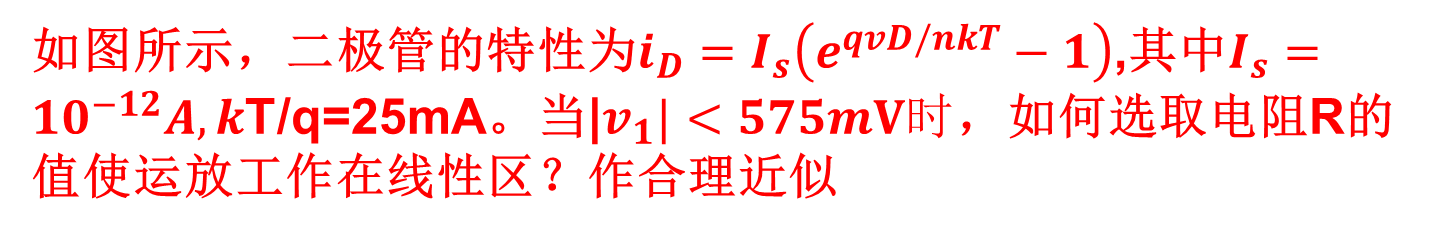 如图所示，二极管的特性为i_D = I_s(e^{qvD/nkT} − 1),其中I_s =
10^{−12}A, kT/q=25mA。当|v_1| < 575mV时，如何选取电阻R的
值使运放工作在线性区？作合理近似